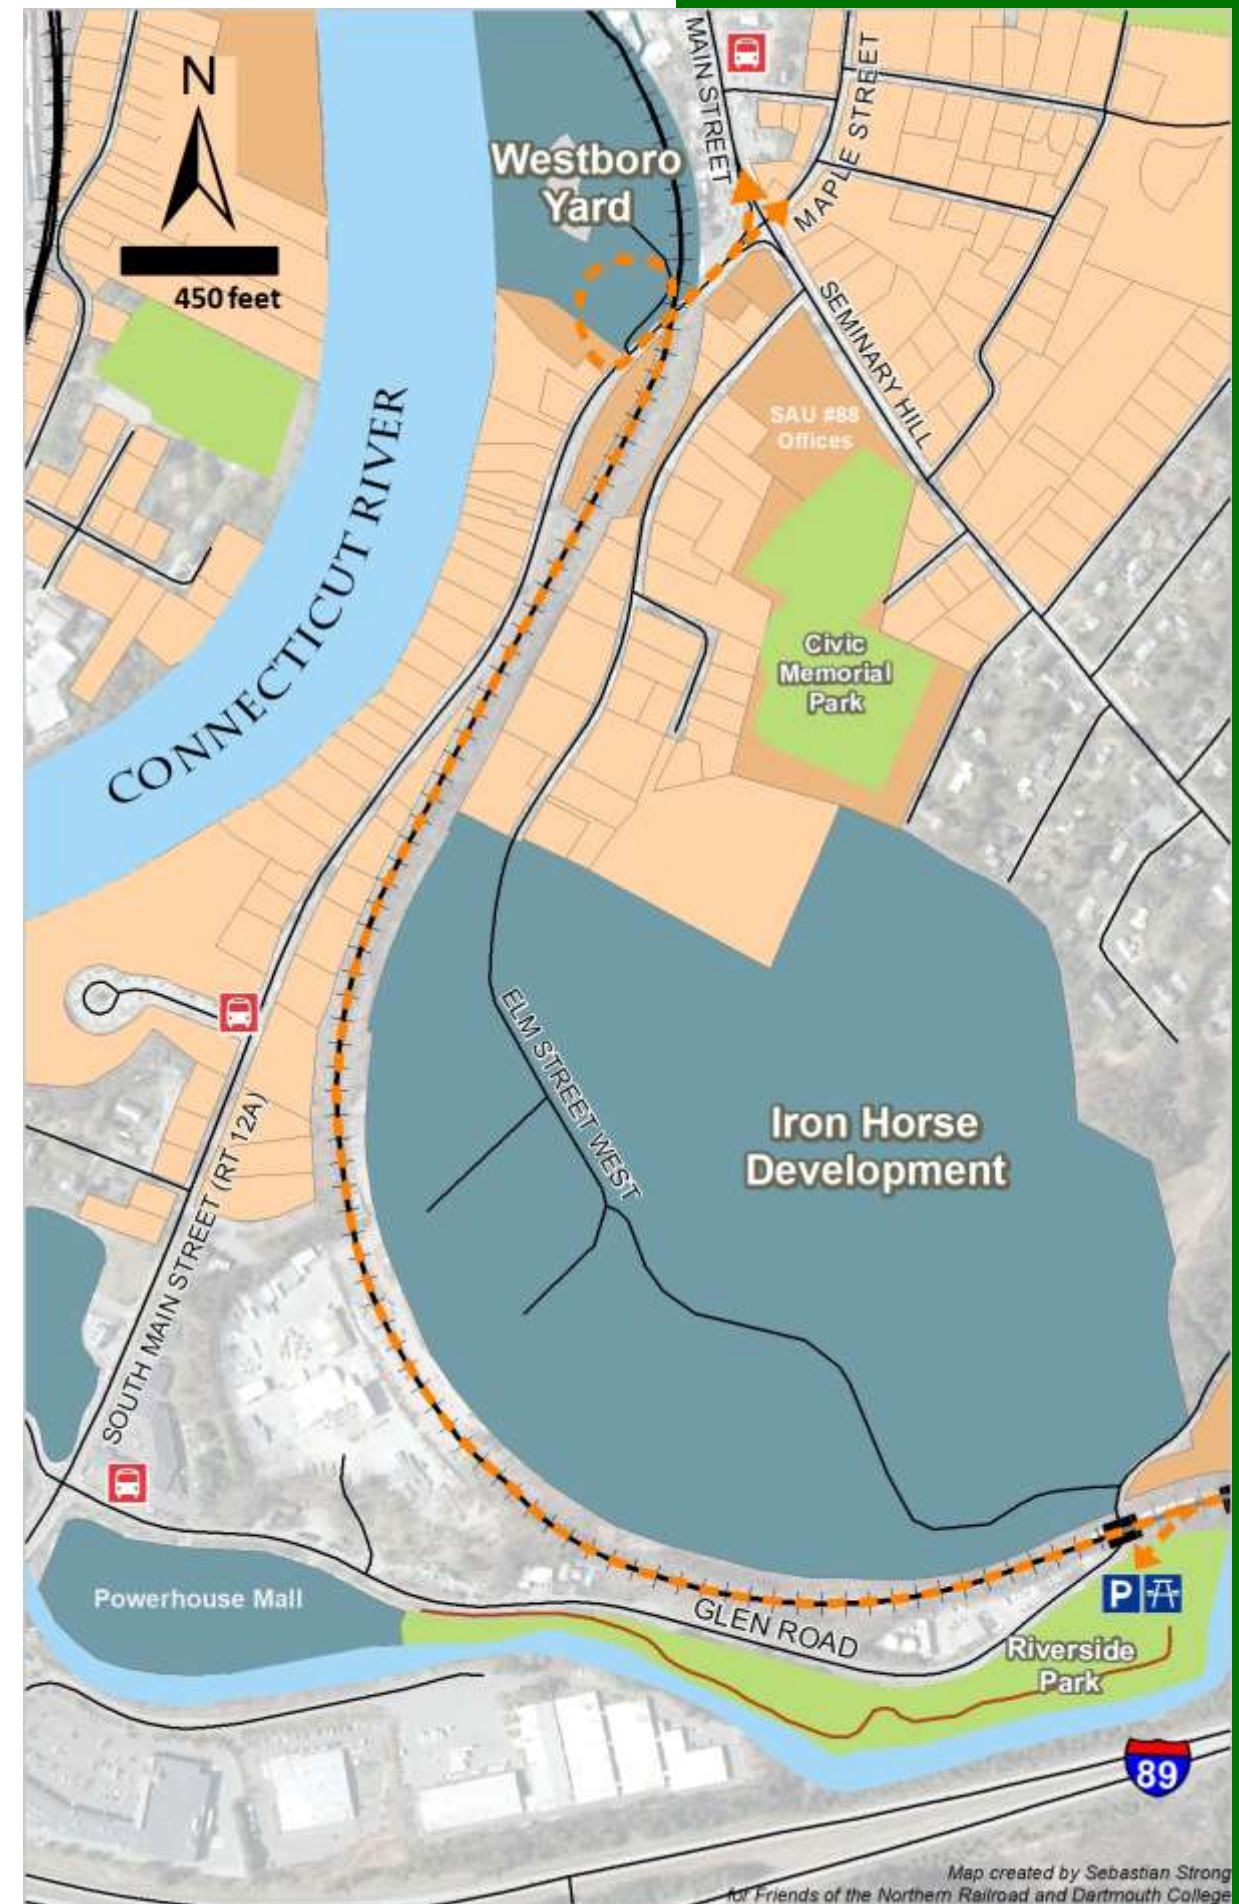 N
450 feet
MAIN STREET
MAPLE STREET
Westboro
Yard
SEMINARY HILL
SAU #88
Offices
CONNECTICUT RIVER
Civic
Memorial
Park
ELM STREET WEST
Iron Horse
Development
SOUTH MAIN STREET (RT 12A)
Powerhouse Mall
GLEN ROAD
P
Riverside
Park
89
Map created by Sebastian Strong
for Friends of the Northern Railroad and Dartmouth College